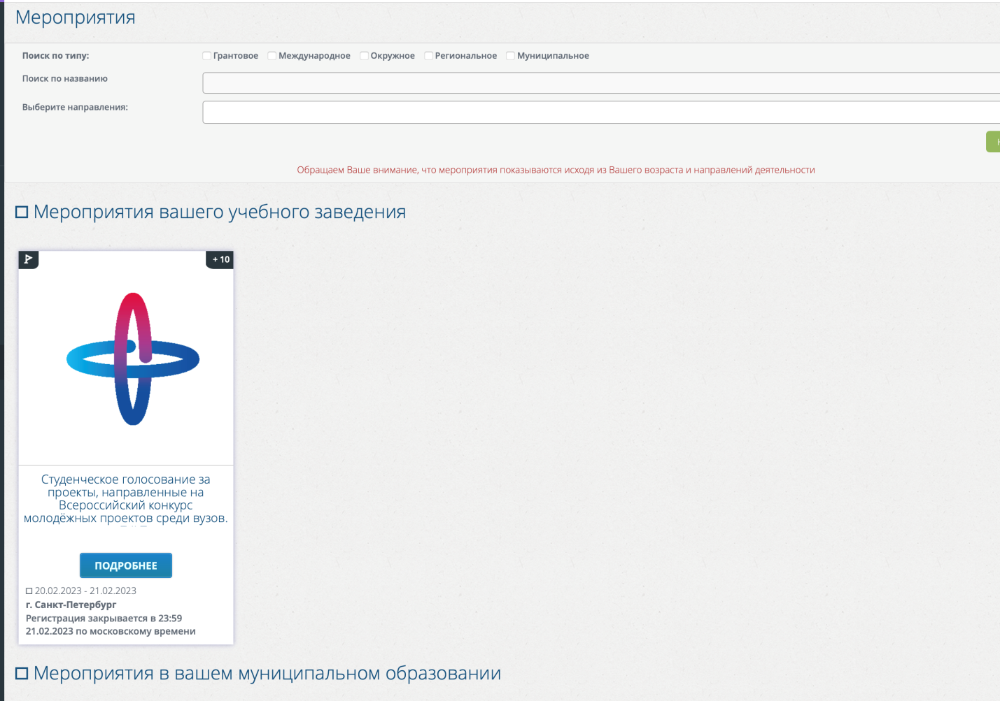 Мероприятия
Поиск по типу:
Грантовое Международное Окружное Региональное Муниципальное
Поиск по названию
Выберите направления:
Обращаем Ваше внимание, что мероприятия показываются исходя из Вашего возраста и направлений деятельности
Мероприятия вашего учебного заведения
+ 10
Студенческое голосование за
проекты, направленные на
Всероссийский конкурс
молодёжных проектов среди вузов.
ПОДРОБНЕЕ
20.02.2023 - 21.02.2023
г. Санкт-Петербург
Регистрация закрывается в 23:59
21.02.2023 по московскому времени
Мероприятия в вашем муниципальном образовании